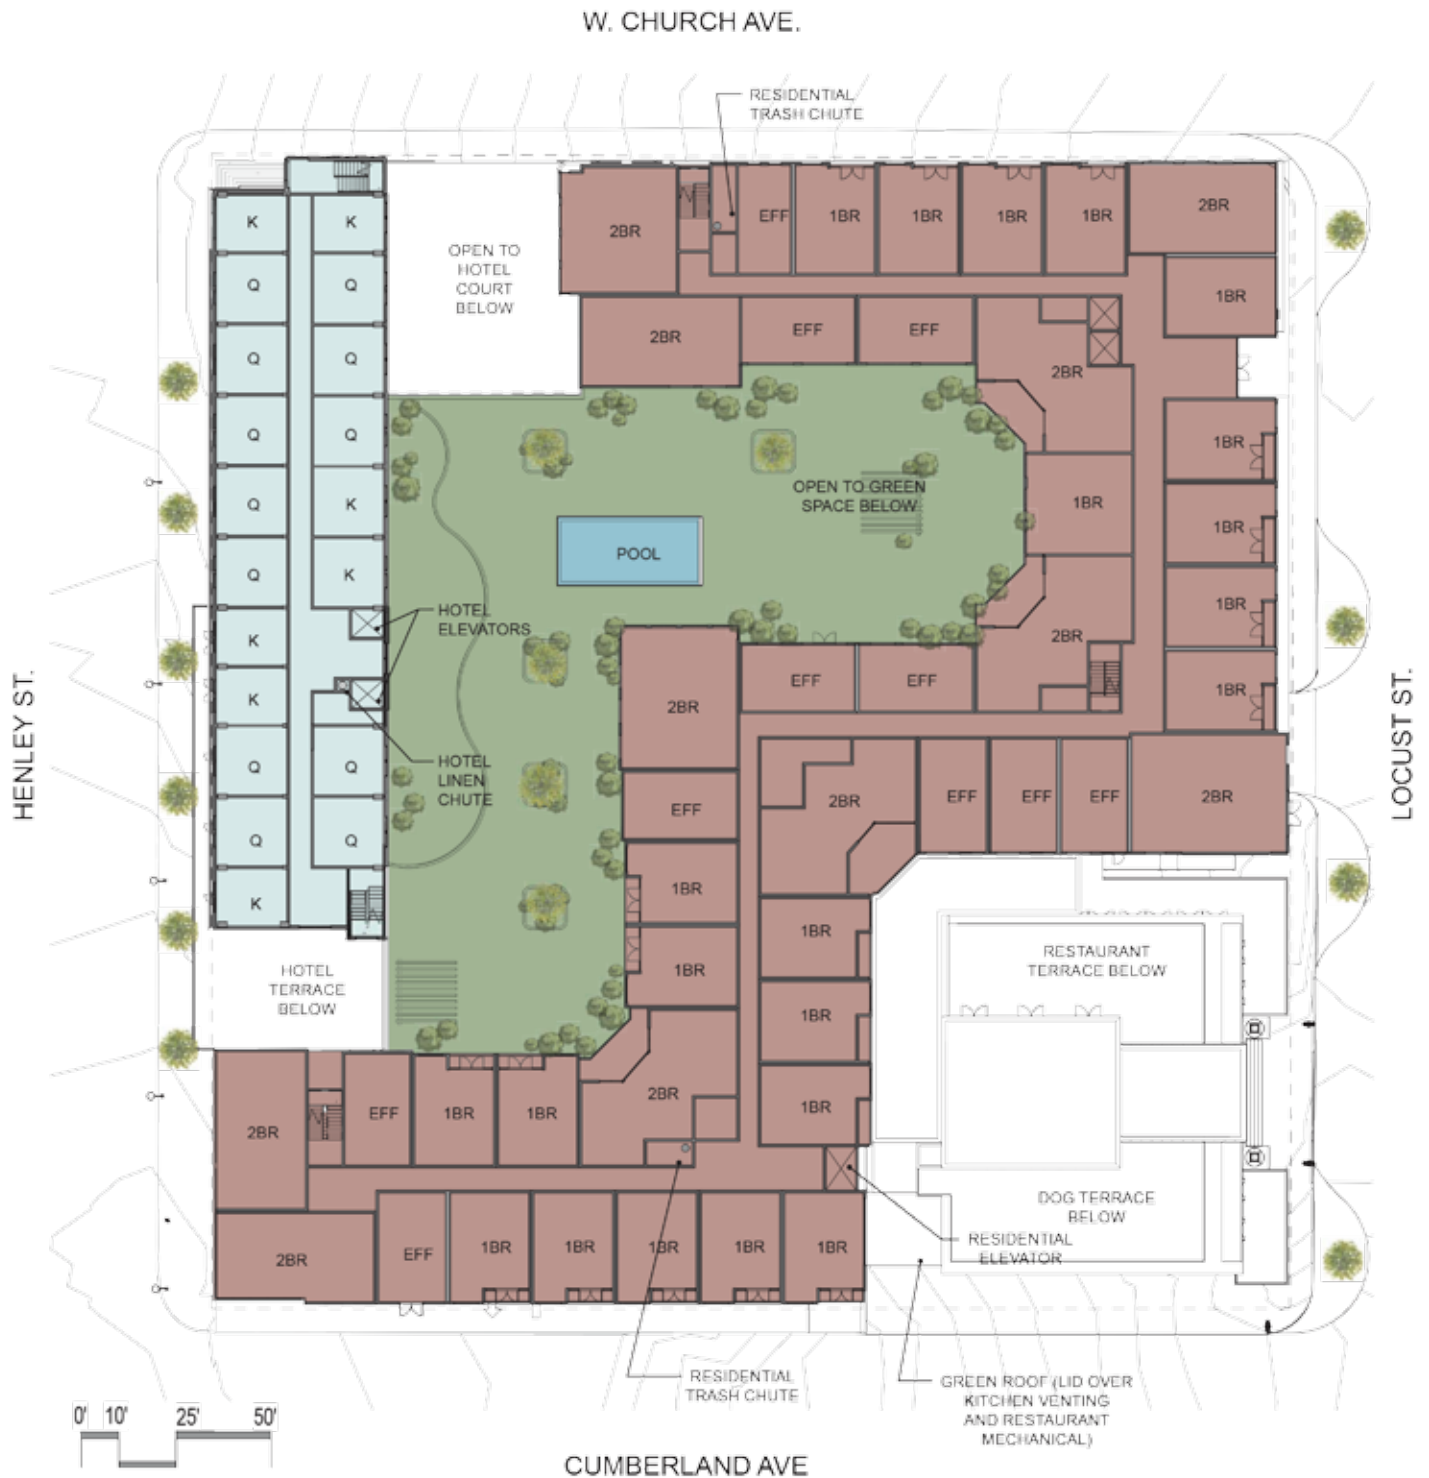 W. CHURCH AVE.
RESIDENTIAL
TRASH CHUTE
2BR
EFF
1BR
1BR
1BR
1BR
2BR
K
K
OPEN TO
HOTEL
COURT
BELOW
Q
Q
1BR
2BR
EFF
EFF
Q
Q
2BR
Q
Q
1BR
OPEN TO GREEN
SPACE BELOW
Q
K
1BR
1BR
POOL
Q
K
1BR
HOTEL
ELEVATORS
K
2BR
K
EFF
EFF
1BR
2BR
HENLEY ST.
LOCUST ST.
HOTEL
LINEN
CHUTE
Q
Q
EFF
2BR
EFF
EFF
EFF
2BR
Q
Q
1BR
K
1BR
RESTAURANT
TERRACE BELOW
HOTEL
TERRACE
BELOW
1BR
1BR
2BR
EFF
1BR
1BR
2BR
1BR
DOG TERRACE
BELOW
RESIDENTIAL
ELEVATOR
2BR
EFF
1BR
1BR
1BR
1BR
1BR
RESIDENTIAL
TRASH CHUTE
GREEN ROOF (LID OVER
KITCHEN VENTING
AND RESTAURANT
MECHANICAL)
0' 10' 25' 50'
CUMBERLAND AVE